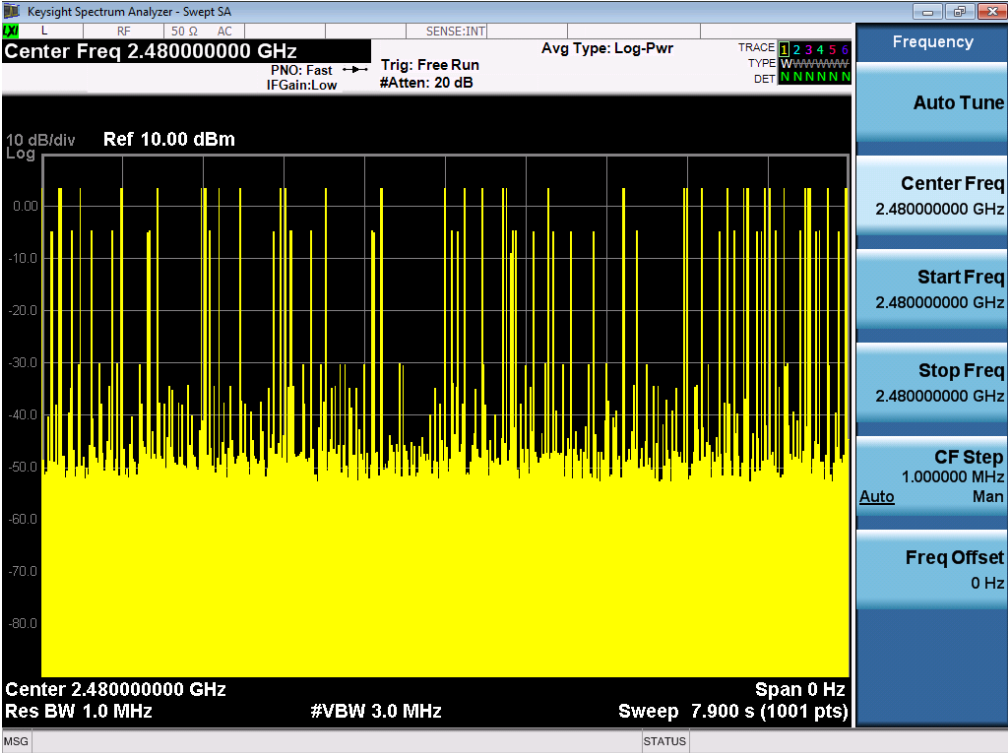 Keysight Spectrum Analyzer - Swept SA
LXI L RF 50 Ω AC SENSE:INT
Center Freq 2.480000000 GHz
PNO: Fast
IFGain:Low
Trig: Free Run
#Atten: 20 dB
Avg Type: Log-Pwr
TRACE 1 2 3 4 5 6
TYPE WWWWWW
DET N N N N N N
10 dB/div
Log
Ref 10.00 dBm
0.00
-10.0
-20.0
-30.0
-40.0
-50.0
-60.0
-70.0
-80.0
Center 2.480000000 GHz
Span 0 Hz
Res BW 1.0 MHz
#VBW 3.0 MHz
Sweep 7.900 s (1001 pts)
MSG
STATUS
Frequency
Auto Tune
Center Freq
2.480000000 GHz
Start Freq
2.480000000 GHz
Stop Freq
2.480000000 GHz
CF Step
1.000000 MHz
Auto Man
Freq Offset
0 Hz